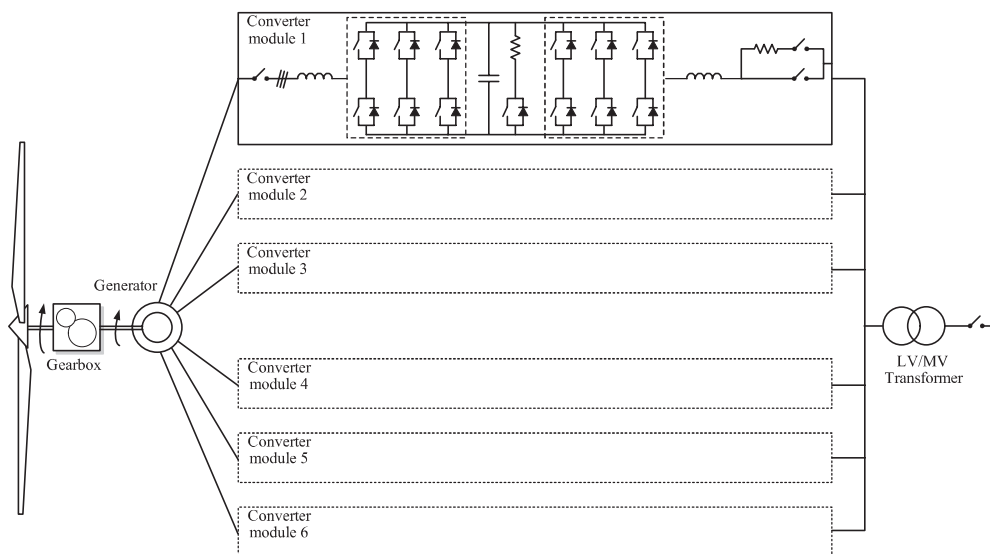 Converter
module 1
Converter
module 2
Converter
module 3
Generator
Gearbox
LV/MV
Transformer
Converter
module 4
Converter
module 5
Converter
module 6